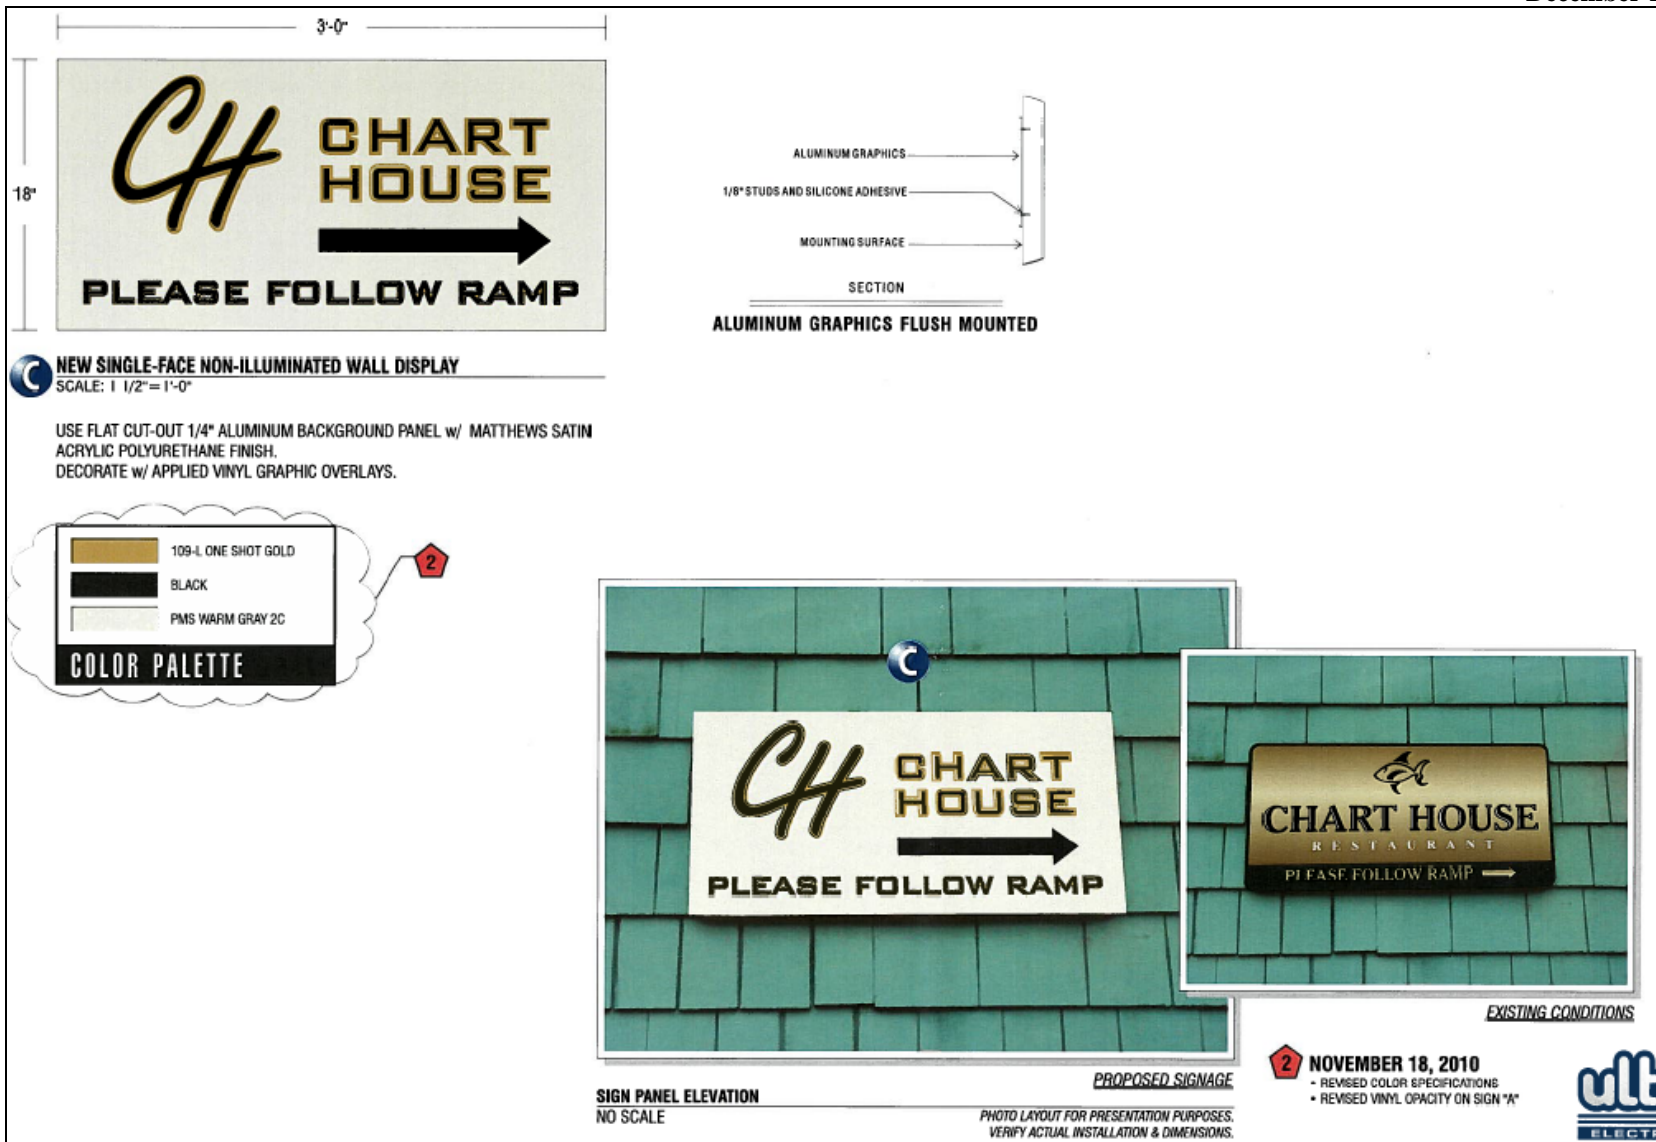 3'-0"
18"
CH
CHART
HOUSE
PLEASE FOLLOW RAMP
C
NEW SINGLE-FACE NON-ILLUMINATED WALL DISPLAY
SCALE: 1 1/2" = 1'-0"
USE FLAT CUT-OUT 1/4" ALUMINUM BACKGROUND PANEL w/ MATTHEWS SATIN
ACRYLIC POLYURETHANE FINISH.
DECORATE w/ APPLIED VINYL GRAPHIC OVERLAYS.
109-L ONE SHOT GOLD
BLACK
PMS WARM GRAY 2C
COLOR PALETTE
2
ALUMINUM GRAPHICS
1/8" STUDS AND SILICONE ADHESIVE
MOUNTING SURFACE
SECTION
ALUMINUM GRAPHICS FLUSH MOUNTED
C
CH
CHART
HOUSE
PLEASE FOLLOW RAMP
CHART HOUSE
RESTAURANT
PLEASE FOLLOW RAMP
EXISTING CONDITIONS
PROPOSED SIGNAGE
SIGN PANEL ELEVATION
NO SCALE
PHOTO LAYOUT FOR PRESENTATION PURPOSES.
VERIFY ACTUAL INSTALLATION & DIMENSIONS.
2
NOVEMBER 18, 2010
• REVISED COLOR SPECIFICATIONS
• REVISED VINYL OPACITY ON SIGN "A"